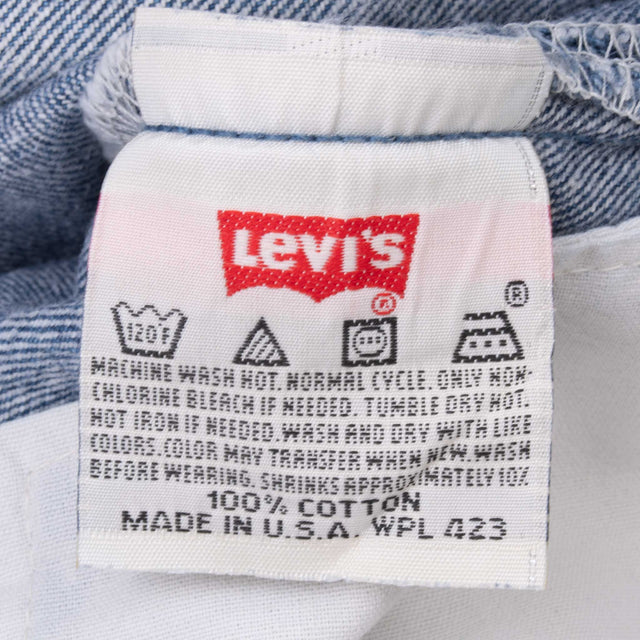 LEVI'S
®
®
120°F
MACHINE WASH HOT. NORMAL CYCLE. ONLY NON-
CHLORINE BLEACH IF NEEDED. TUMBLE DRY HOT.
HOT IRON IF NEEDED. WASH AND DRY WITH LIKE
COLORS. COLOR MAY TRANSFER WHEN NEW WASH
BEFORE WEARING. SHRINKS APPROXIMATELY 10%
100% COTTON
MADE IN U.S.A. WPL 423